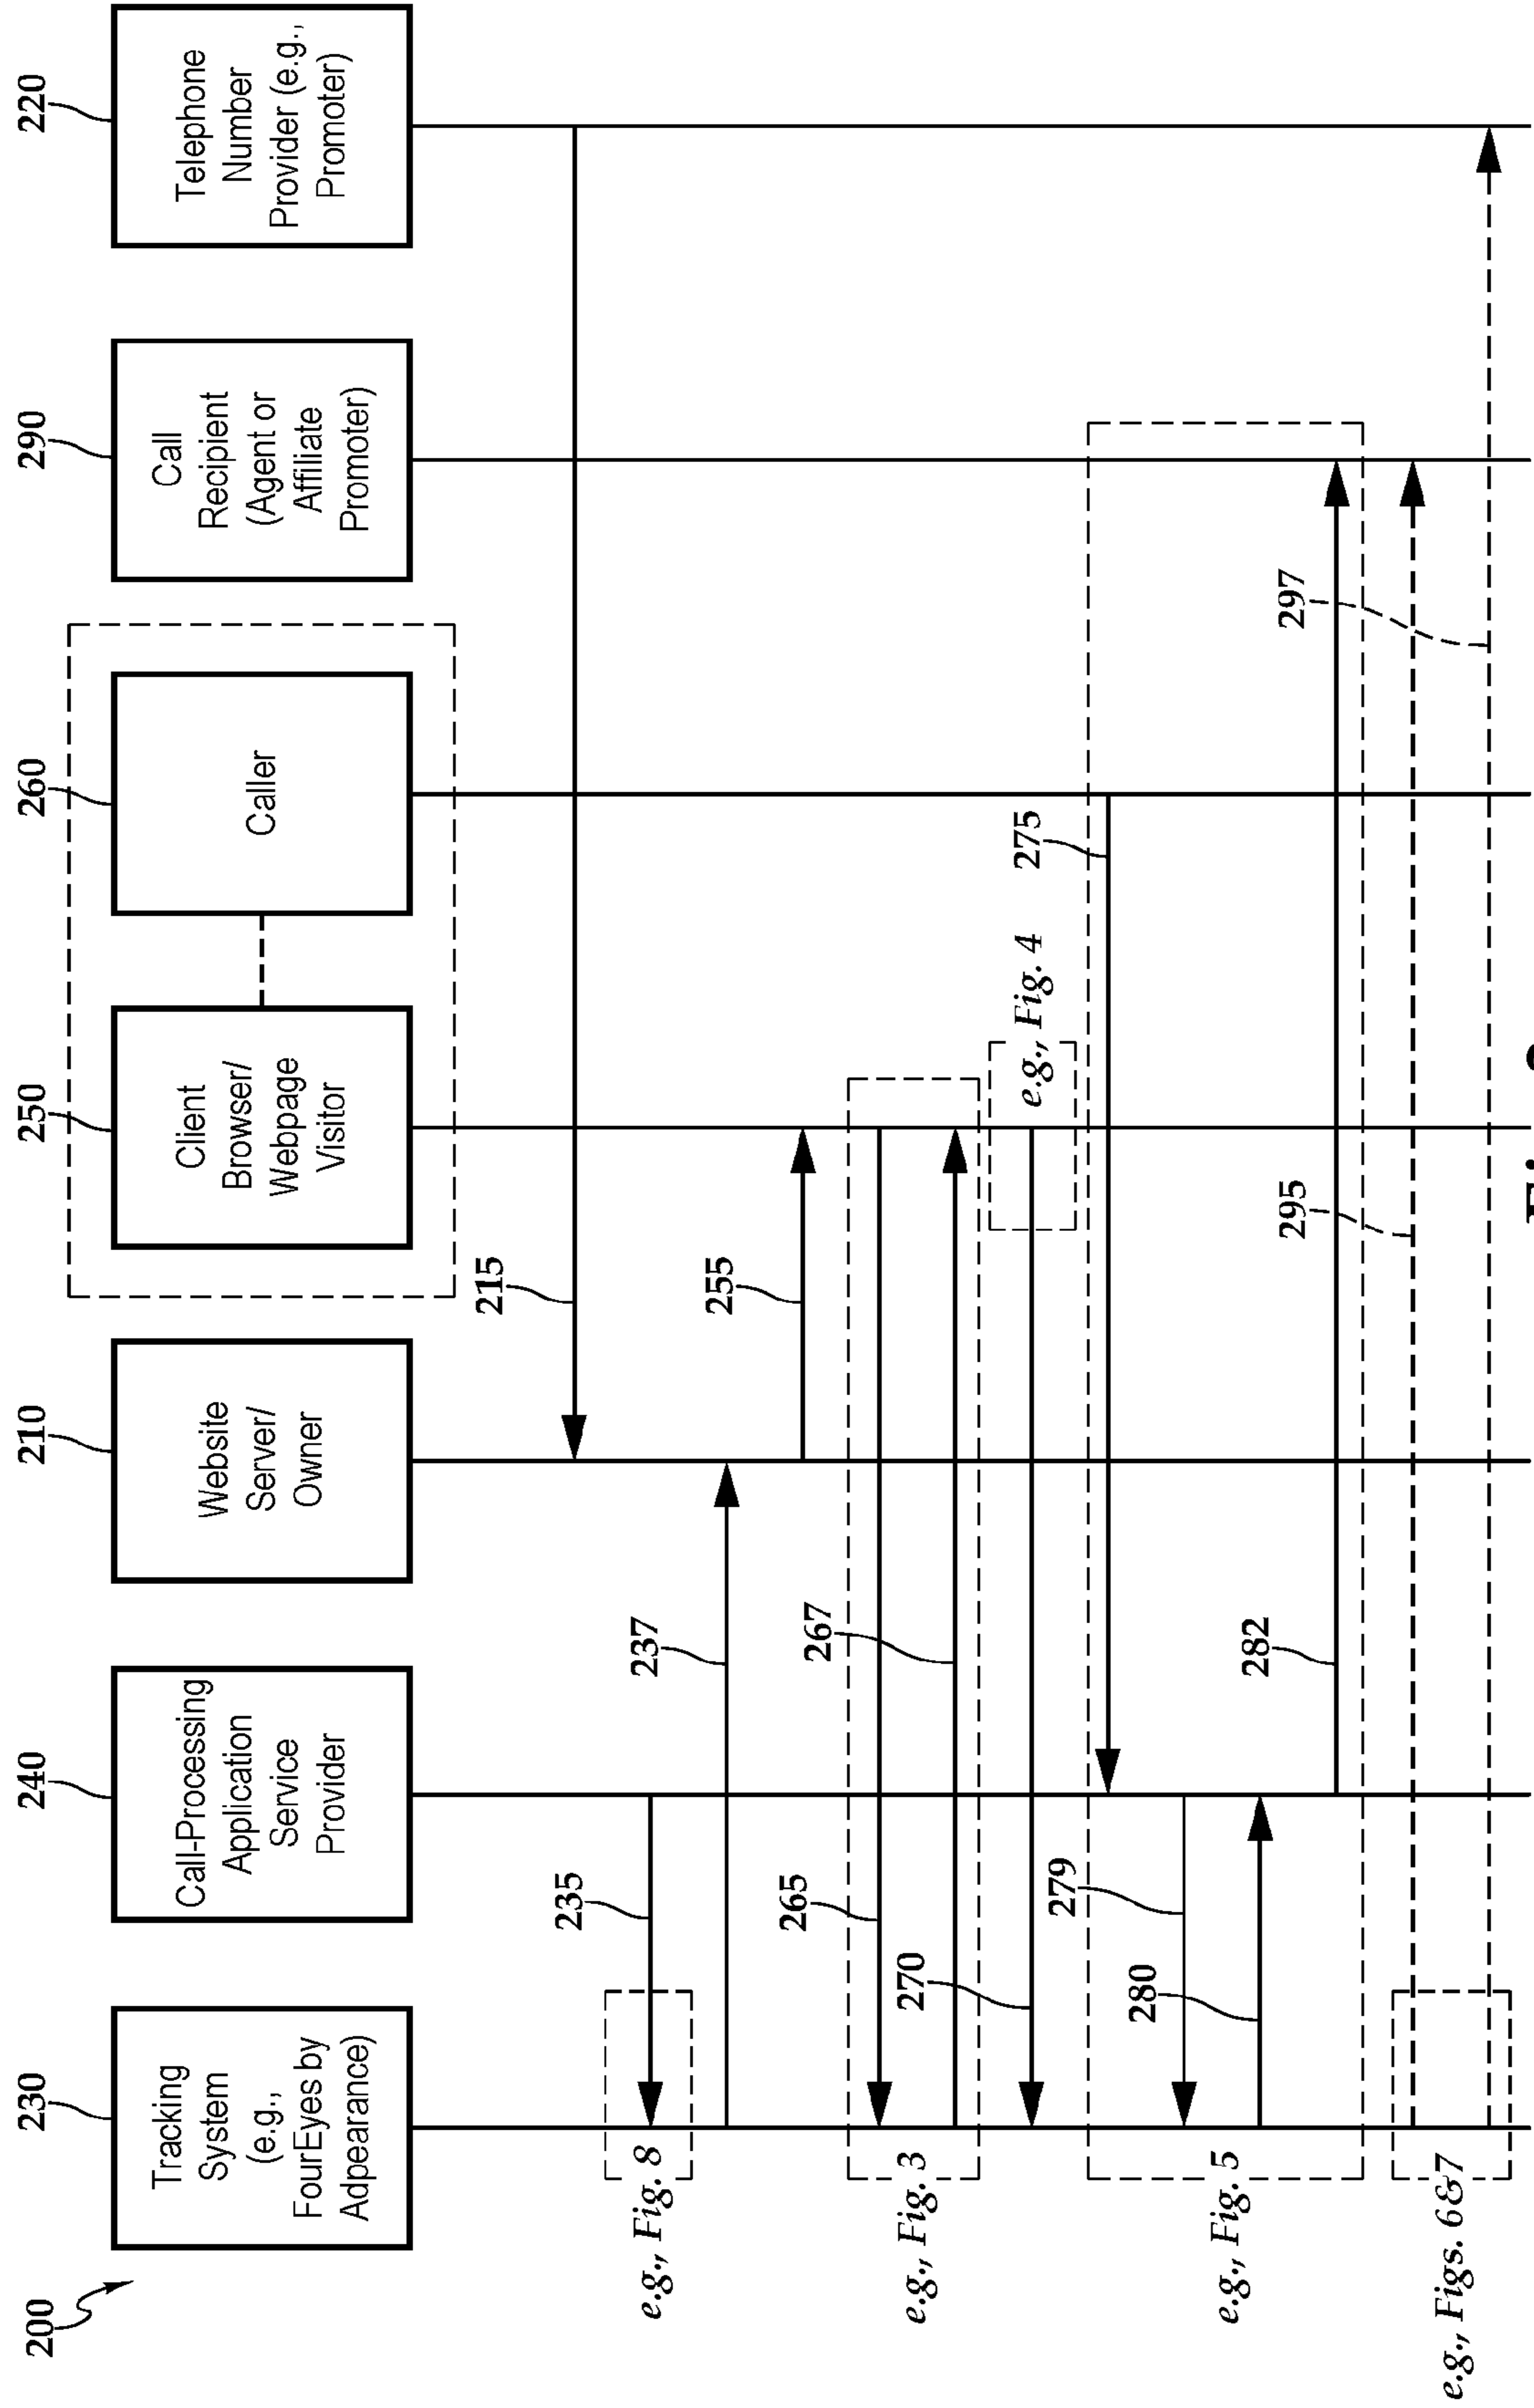 200
230
Tracking
System
(e.g.,
FourEyes by
Adpearance)
240
Call-Processing
Application
Service
Provider
210
Website
Server/
Owner
250
Client
Browser/
Webpage
Visitor
260
Caller
290
Call
Recipient
(Agent or
Affiliate
Promoter)
220
Telephone
Number
Provider (e.g.,
Promoter)
215
235
e.g., Fig. 8
237
255
265
267
e.g., Fig. 3
270
e.g., Fig. 4
275
279
280
282
e.g., Fig. 5
295
297
e.g., Figs. 6&7